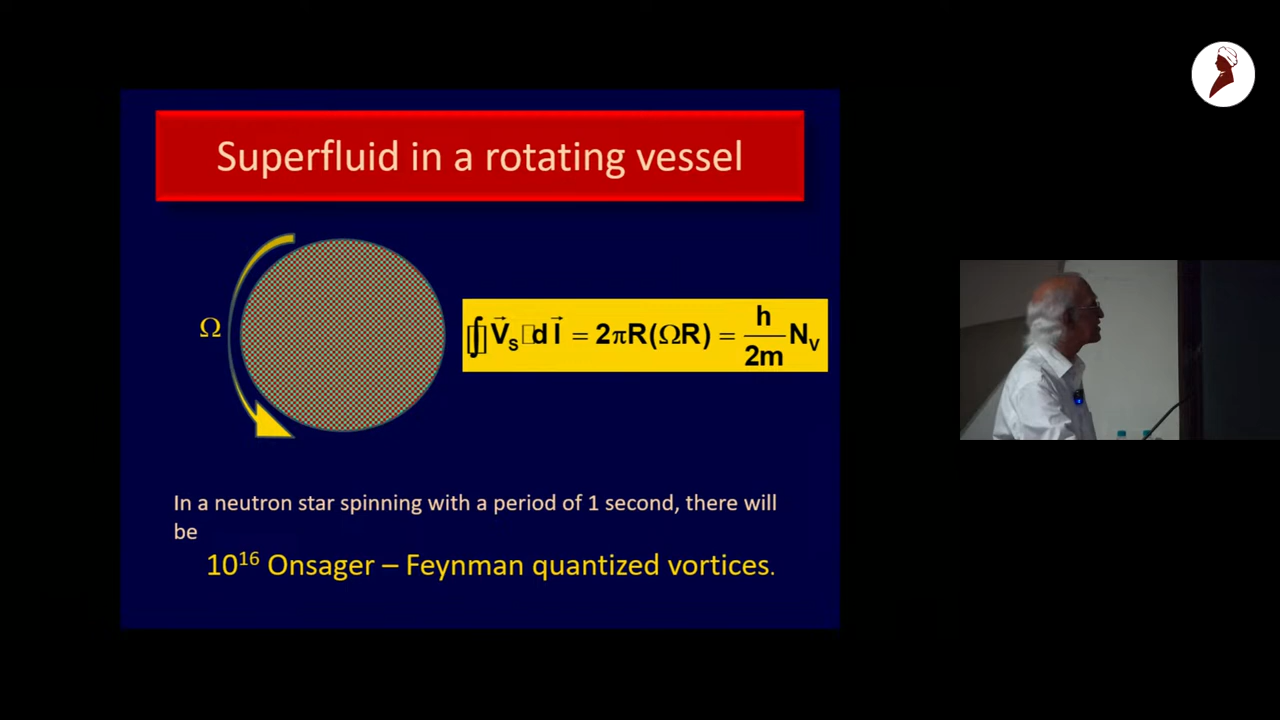 Superfluid in a rotating vessel
Ω
∮ V⃗s □d l⃗ = 2πR(ΩR) = h/2m Nv
In a neutron star spinning with a period of 1 second, there will
be
10¹⁶ Onsager – Feynman quantized vortices.